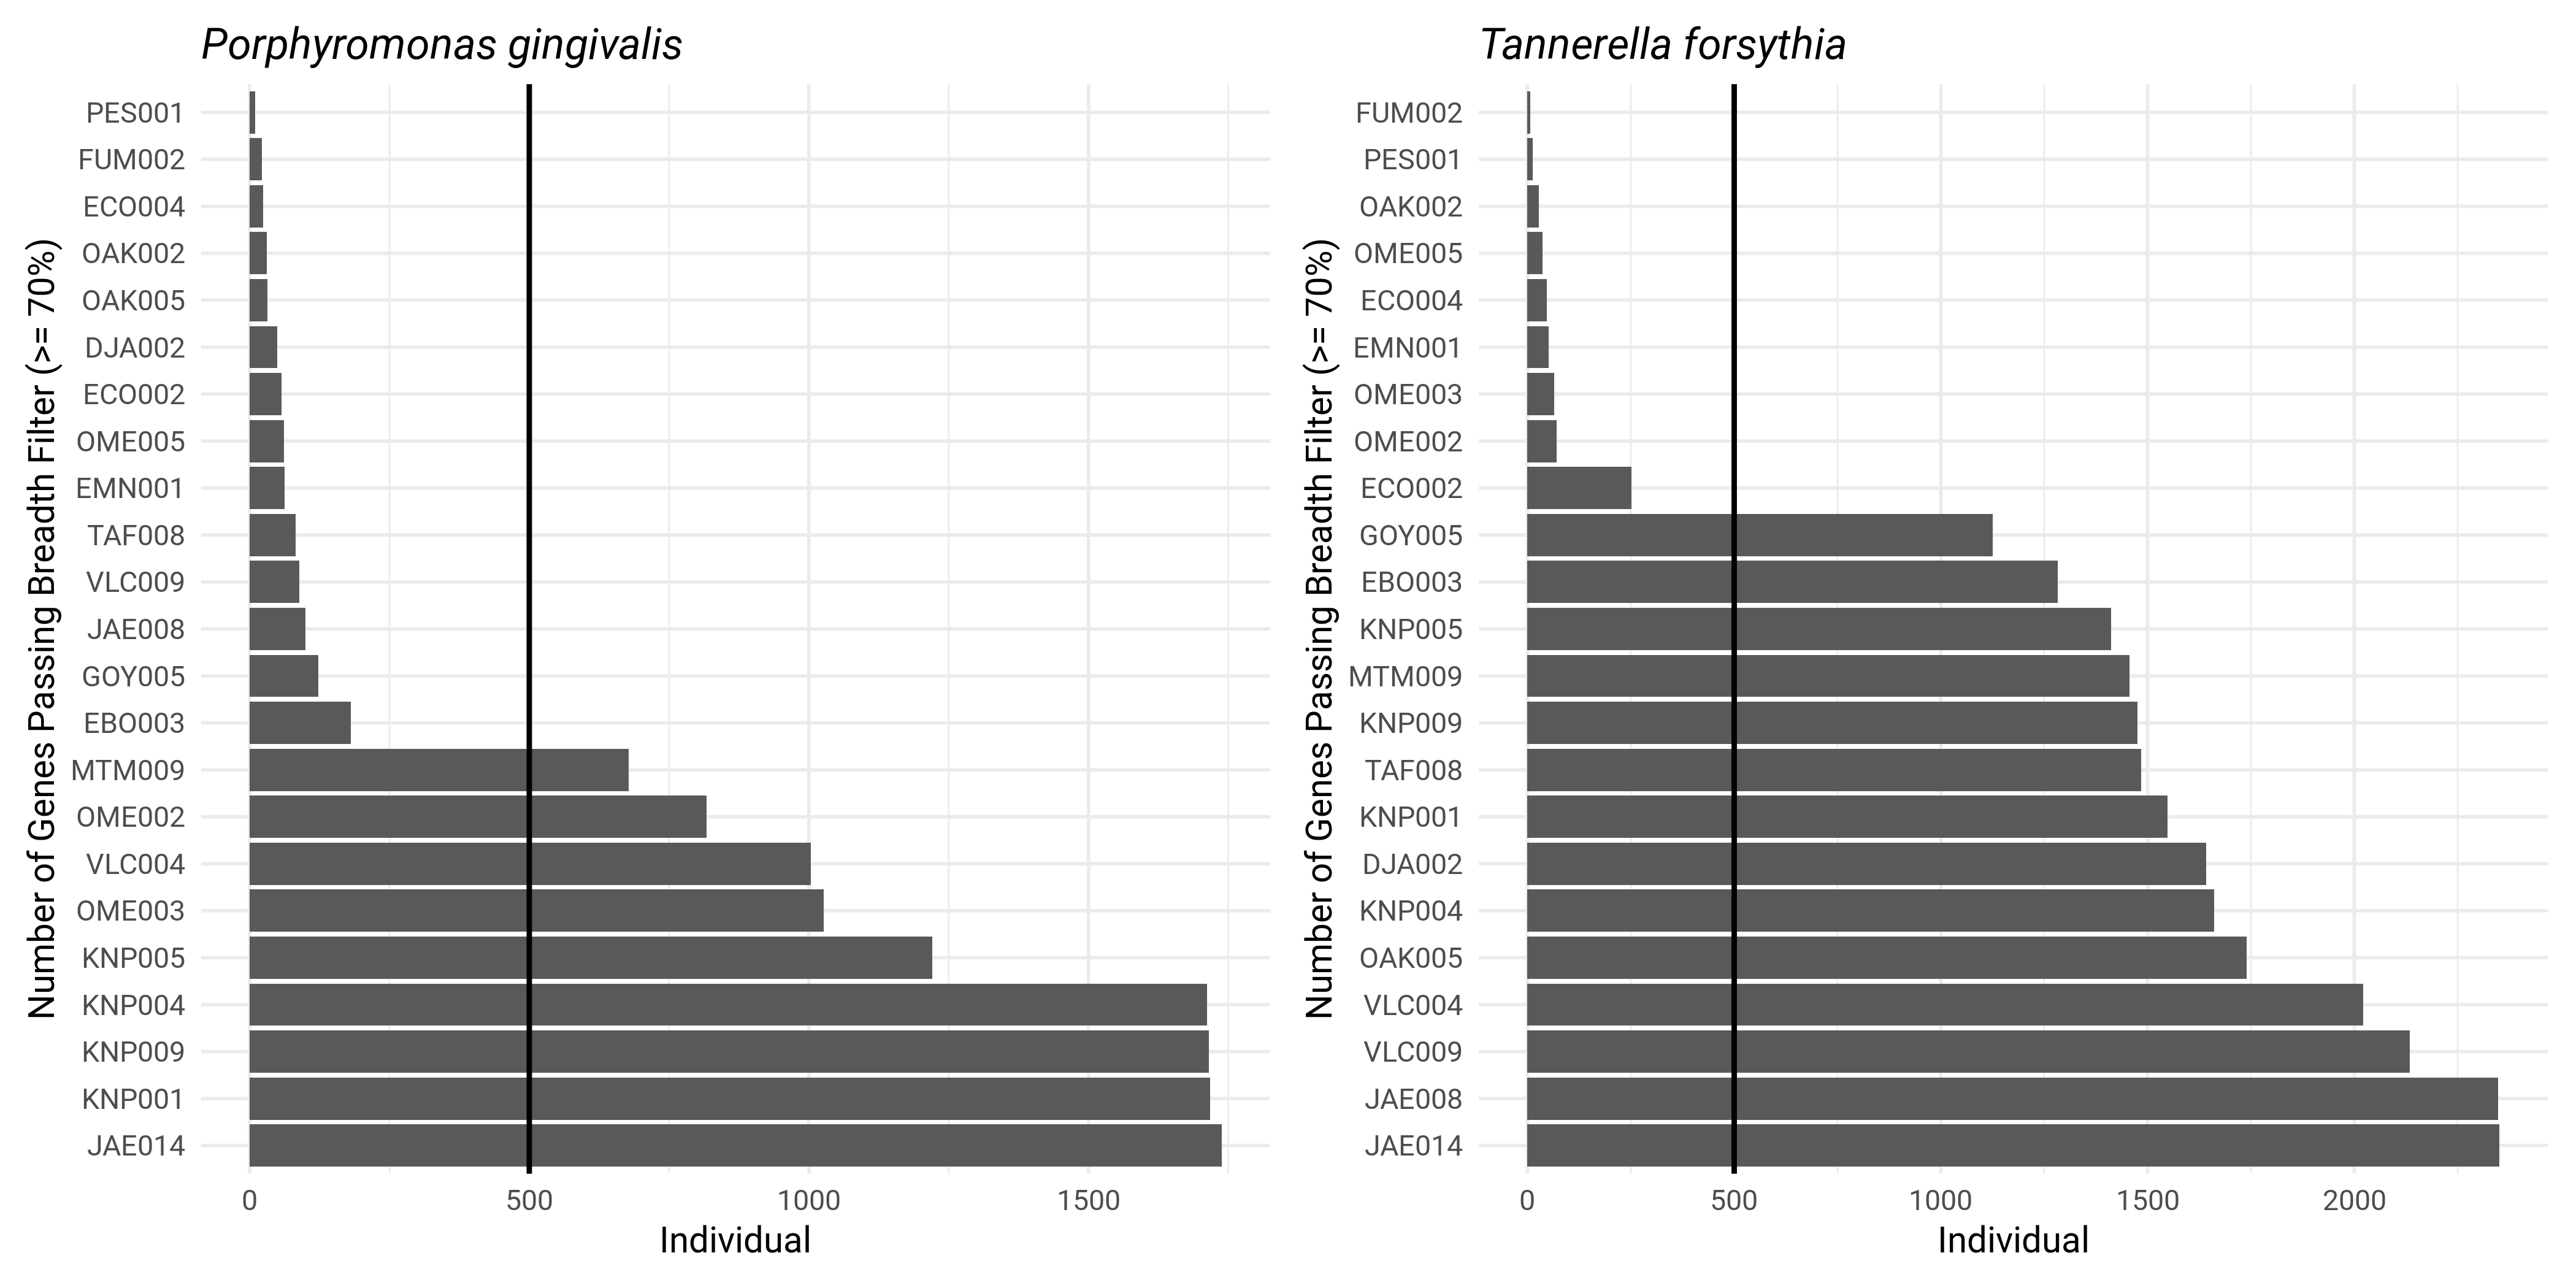 Porphyromonas gingivalis
Number of Genes Passing Breadth Filter (>= 70%)
PES001
FUM002
ECO004
OAK002
OAK005
DJA002
ECO002
OME005
EMN001
TAF008
VLC009
JAE008
GOY005
EBO003
MTM009
OME002
VLC004
OME003
KNP005
KNP004
KNP009
KNP001
JAE014
0 500 1000 1500
Individual
Tannerella forsythia
Number of Genes Passing Breadth Filter (>= 70%)
FUM002
PES001
OAK002
OME005
ECO004
EMN001
OME003
OME002
ECO002
GOY005
EBO003
KNP005
MTM009
KNP009
TAF008
KNP001
DJA002
KNP004
OAK005
VLC004
VLC009
JAE008
JAE014
0 500 1000 1500 2000
Individual